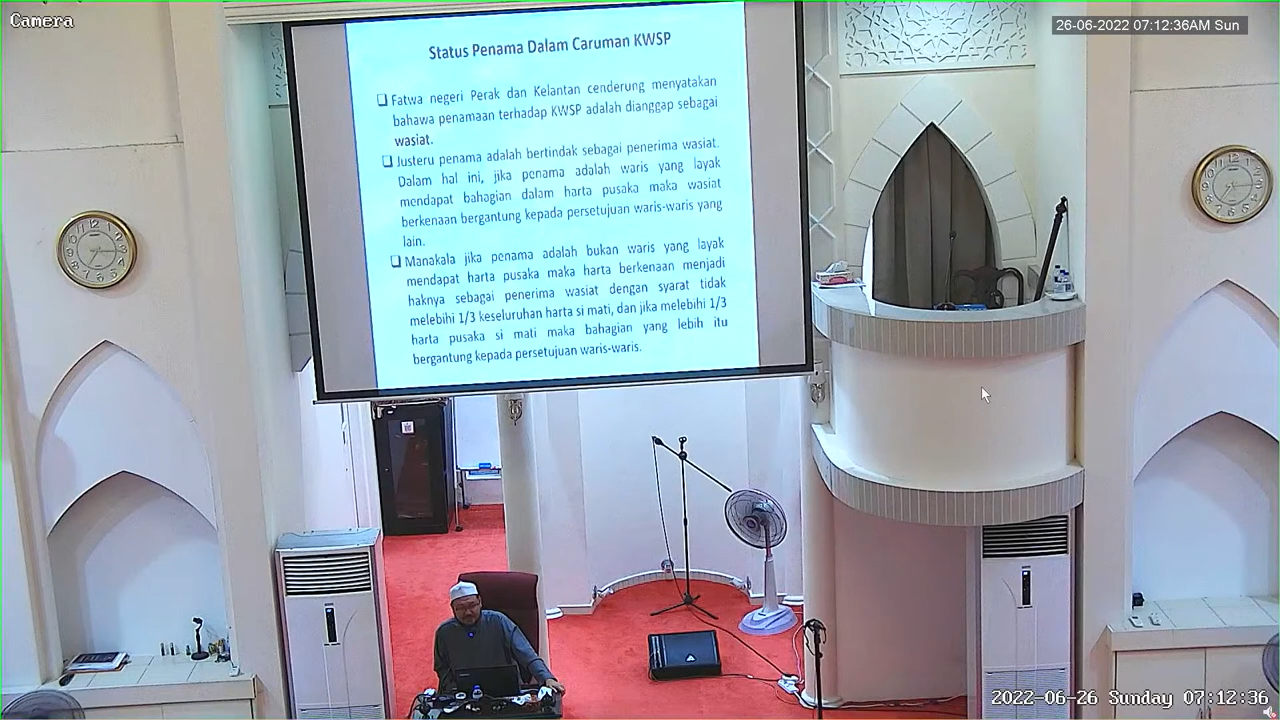 Camera
26-06-2022 07:12:36AM Sun
Status Penama Dalam Caruman KWSP
❑ Fatwa negeri Perak dan Kelantan cenderung menyatakan
bahawa penamaan terhadap KWSP adalah dianggap sebagai
wasiat.
❑ Justeru penama adalah bertindak sebagai penerima wasiat.
Dalam hal ini, jika penama adalah waris yang layak
mendapat bahagian dalam harta pusaka maka wasiat
berkenaan bergantung kepada persetujuan waris-waris yang
lain.
❑ Manakala jika penama adalah bukan waris yang layak
mendapat harta pusaka maka harta berkenaan menjadi
haknya sebagai penerima wasiat dengan syarat tidak
melebihi 1/3 keseluruhan harta si mati, dan jika melebihi 1/3
harta pusaka si mati maka bahagian yang lebih itu
bergantung kepada persetujuan waris-waris.
2022-06-26 Sunday 07:12:36